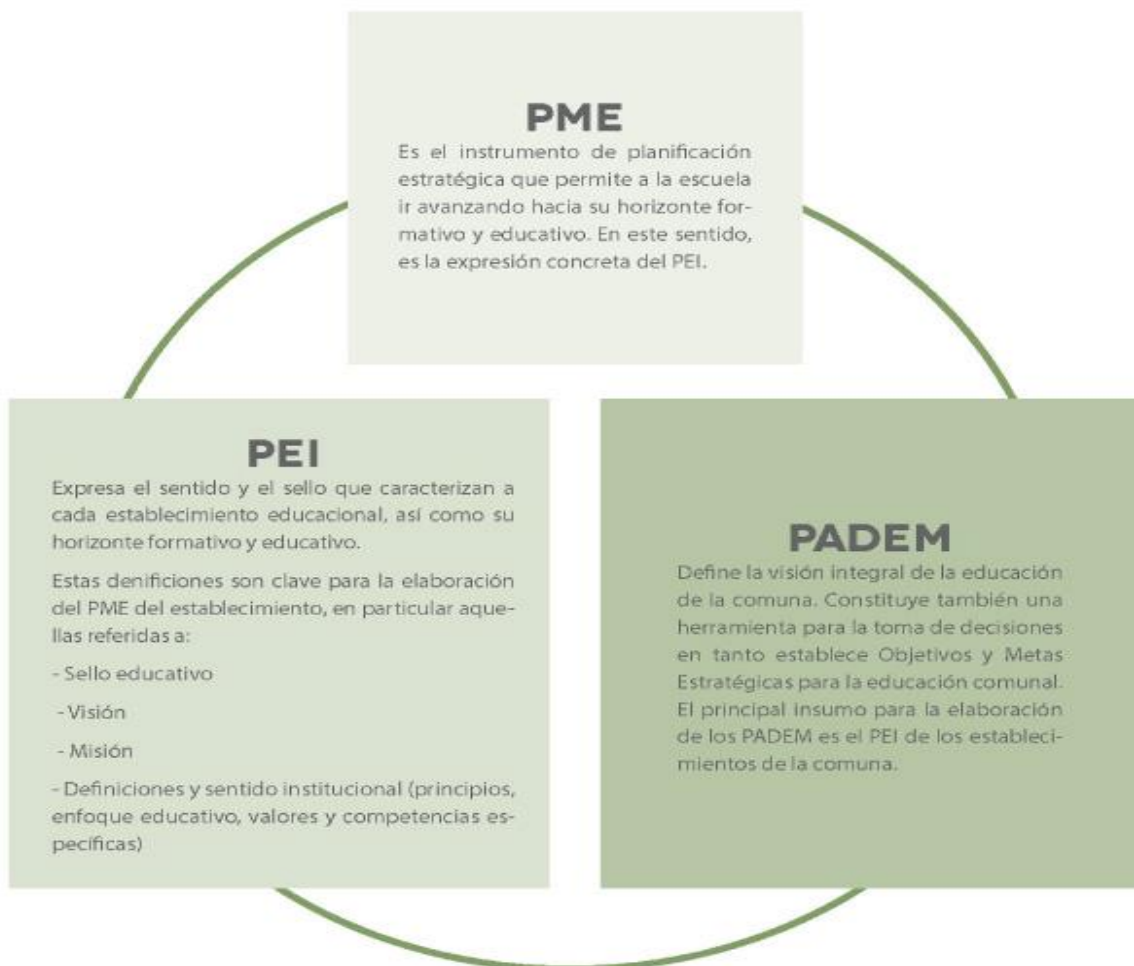 PME
Es el instrumento de planificación
estratégica que permite a la escuela
ir avanzando hacia su horizonte for-
mativo y educativo. En este sentido,
es la expresión concreta del PEI.
PEI
Expresa el sentido y el sello que caracterizan a
cada establecimiento educacional, así como su
horizonte formativo y educativo.
Estas denificiones son clave para la elaboración
del PME del establecimiento, en particular aque-
llas referidas a:
- Sello educativo
- Visión
- Misión
- Definiciones y sentido institucional (principios,
enfoque educativo, valores y competencias es-
pecíficas)
PADEM
Define la visión integral de la educación
de la comuna. Constituye también una
herramienta para la toma de decisiones
en tanto establece Objetivos y Metas
Estratégicas para la educación comunal.
El principal insumo para la elaboración
de los PADEM es el PEI de los estableci-
mientos de la comuna.